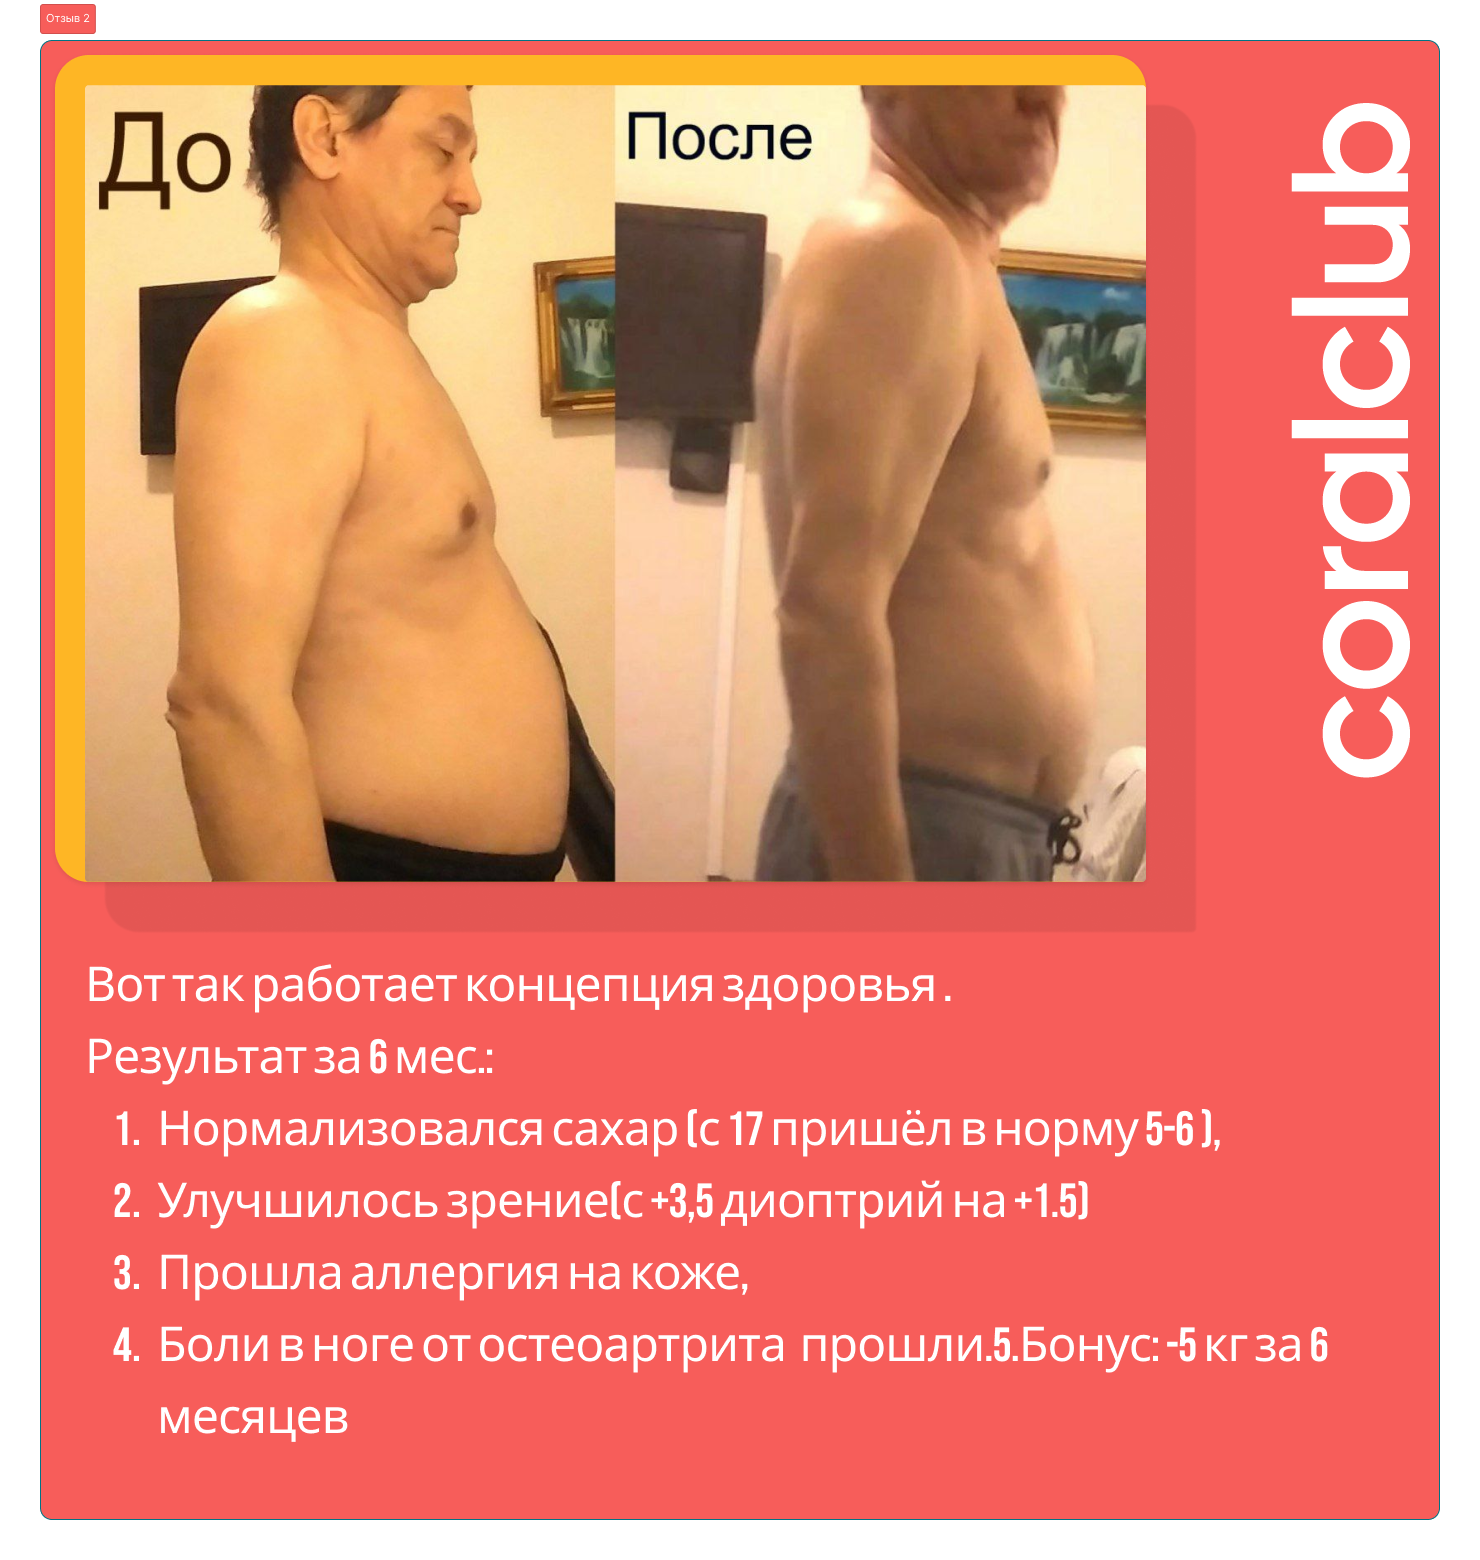 Отзыв 2
До
После
coralclub
Вот так работает концепция здоровья .
Результат за 6 мес.:
1. Нормализовался сахар (с 17 пришёл в норму 5-6 ),
2. Улучшилось зрение(с +3,5 диоптрий на +1.5)
3. Прошла аллергия на коже,
4. Боли в ноге от остеоартрита прошли.5.Бонус: -5 кг за 6
месяцев